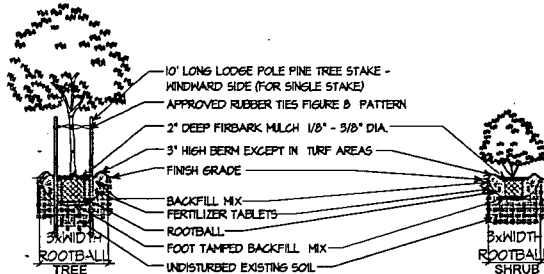 10' LONG LODGE POLE PINE TREE STAKE -
WINDWARD SIDE (FOR SINGLE STAKE)
APPROVED RUBBER TIES FIGURE 8 PATTERN
2" DEEP FIRBARK MULCH 1/8" - 5/8" DIA.
3" HIGH BERM EXCEPT IN TURF AREAS
FINISH GRADE
BACKFILL MIX
FERTILIZER TABLETS
ROOTBALL
FOOT TAMPED BACKFILL MIX
UNDISTURBED EXISTING SOIL
3xWIDTH
ROOTBALL
TREE
3xWIDTH
ROOTBALL
SHRUB